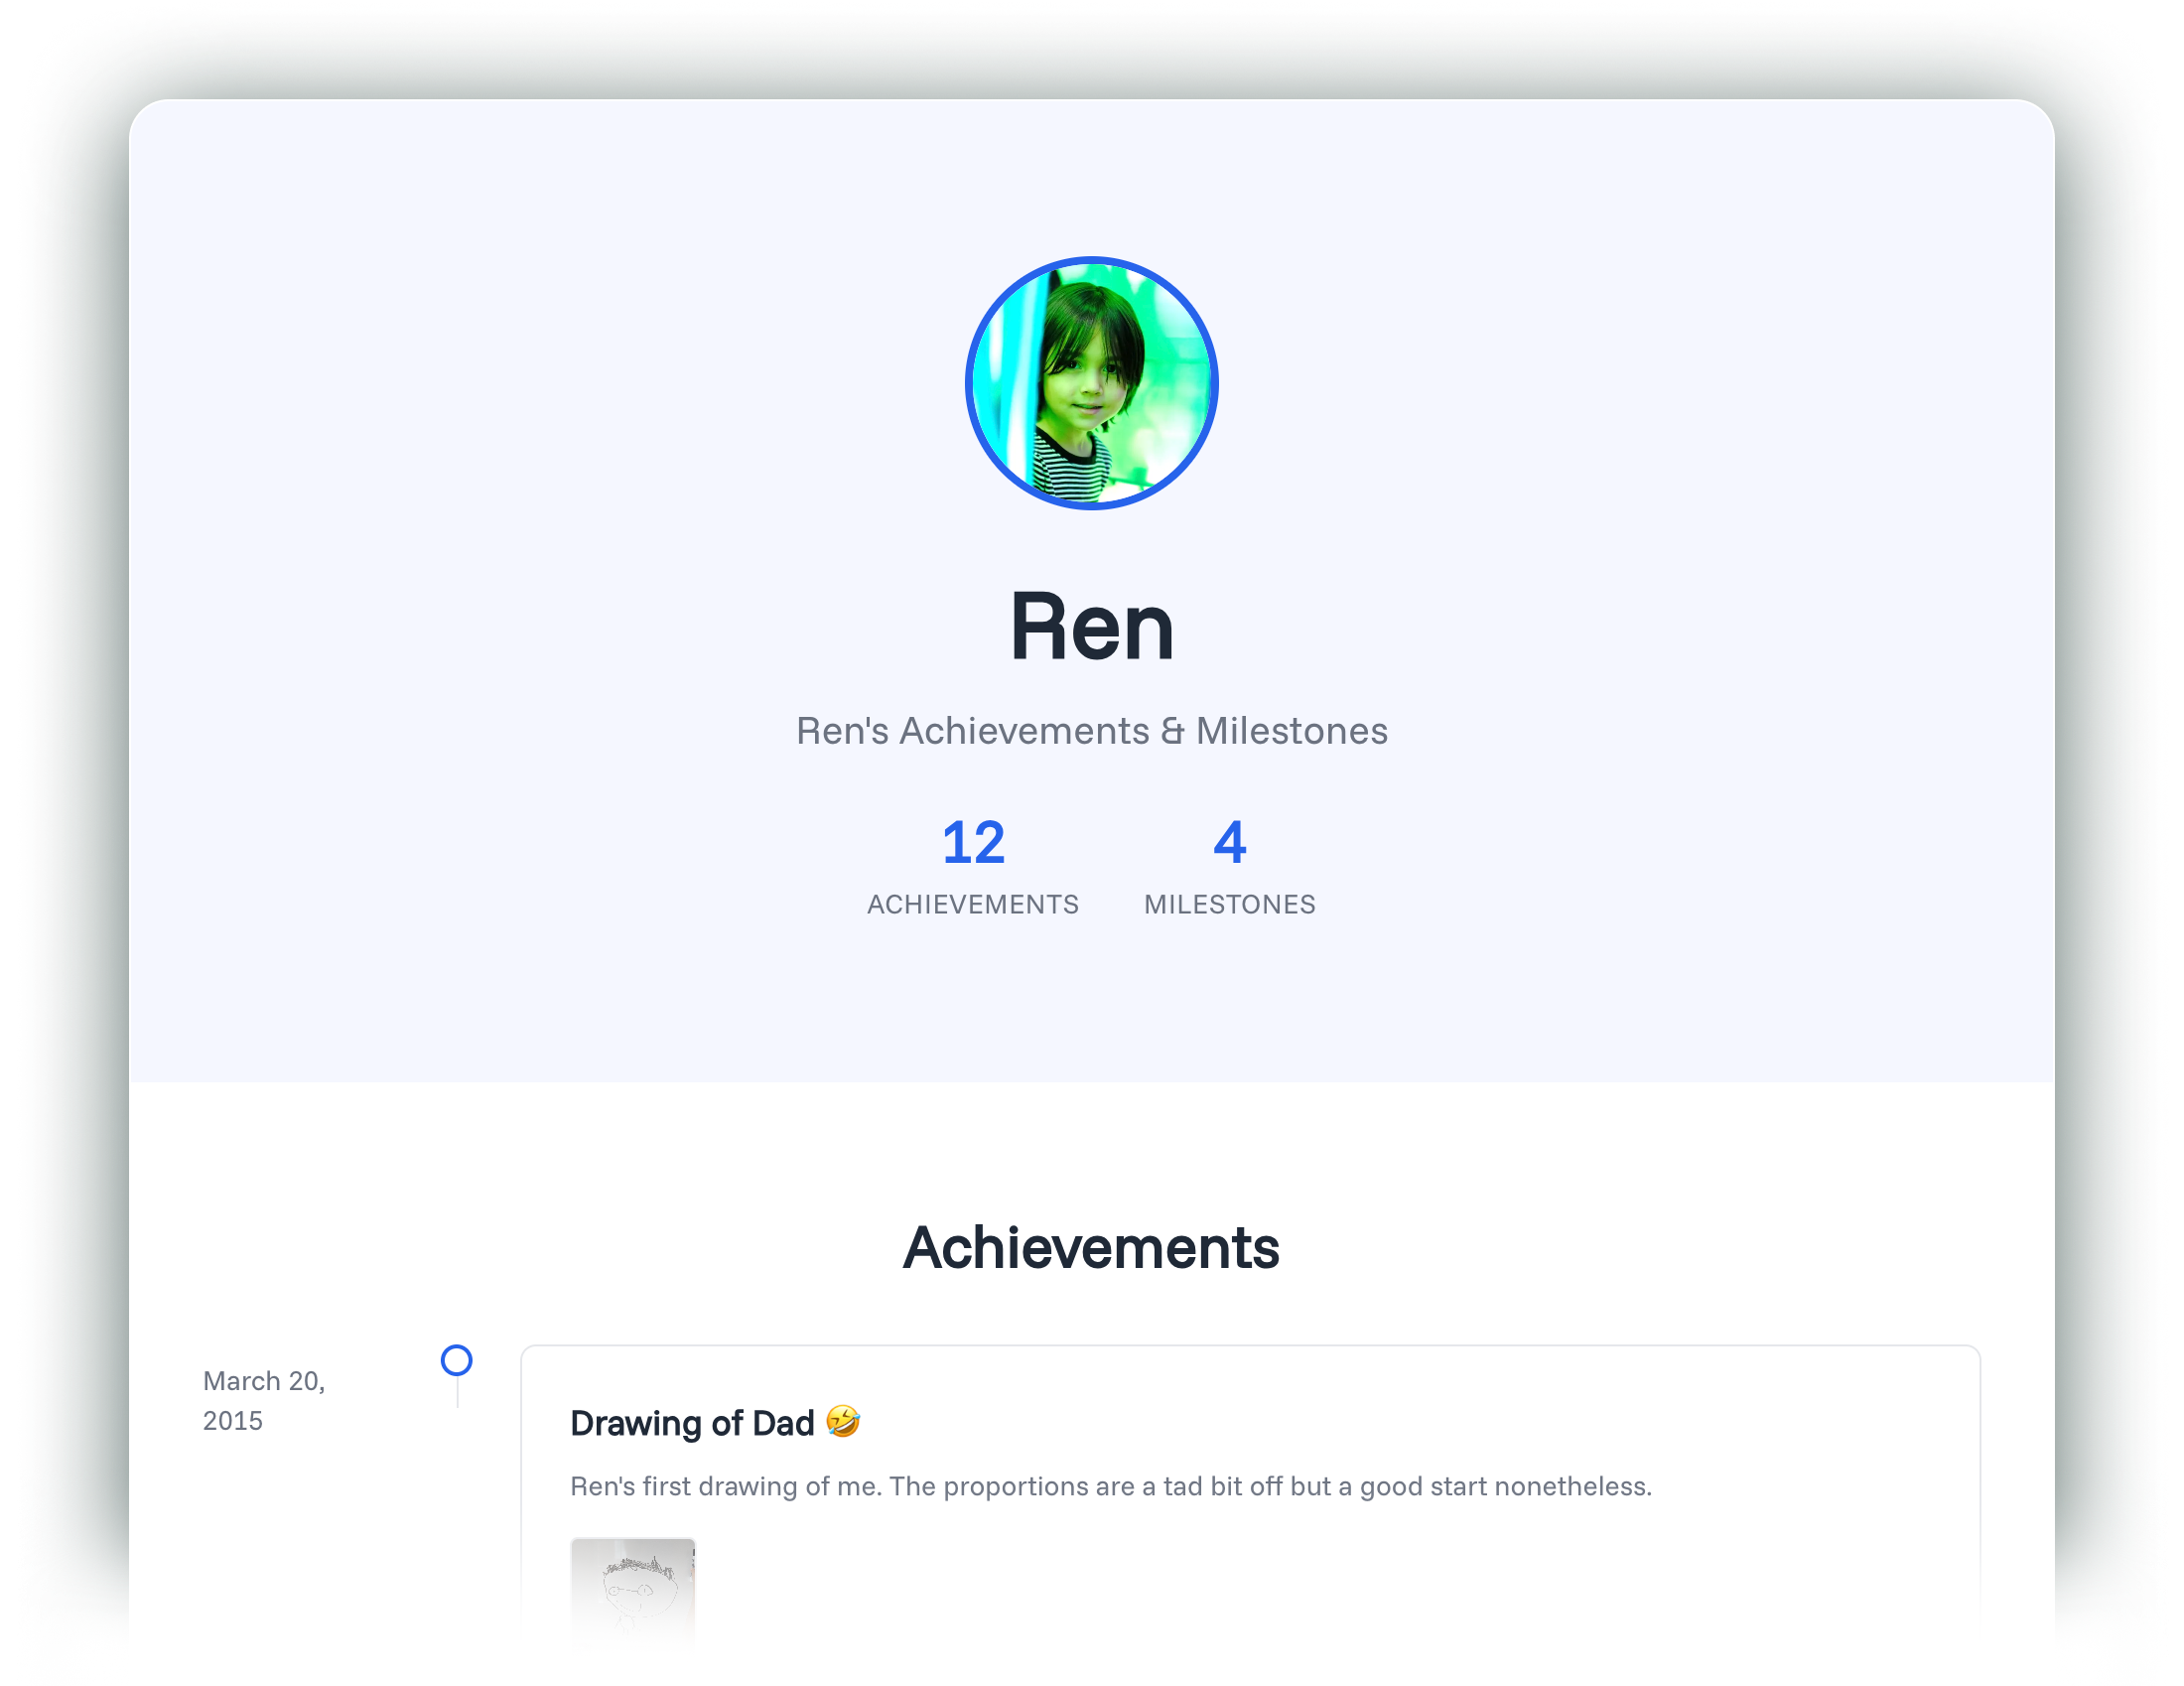 Ren
Ren's Achievements & Milestones
12
ACHIEVEMENTS
4
MILESTONES
Achievements
March 20,
2015
Drawing of Dad 🤣
Ren's first drawing of me. The proportions are a tad bit off but a good start nonetheless.